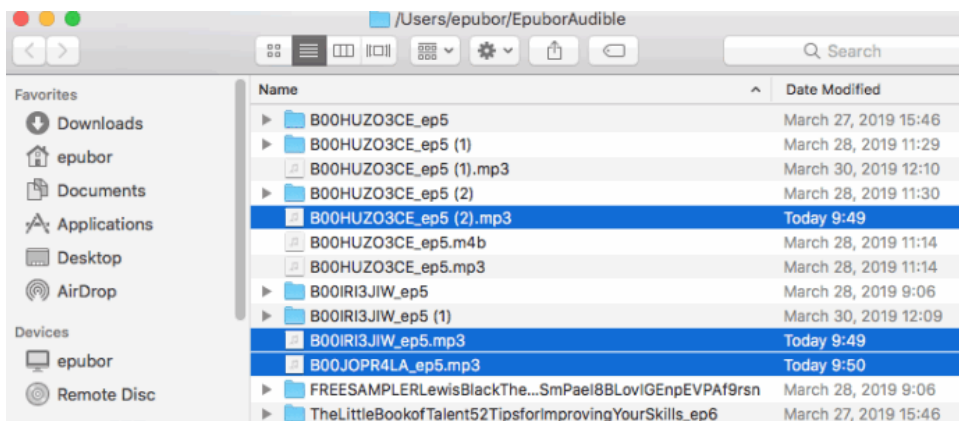 /Users/epubor/EpuborAudible
Search
Favorites
Downloads
epubor
Documents
Applications
Desktop
AirDrop
Devices
epubor
Remote Disc
Name Date Modified
B00HUZO3CE_ep5 March 27, 2019 15:46
B00HUZO3CE_ep5 (1) March 28, 2019 11:29
B00HUZO3CE_ep5 (1).mp3 March 30, 2019 12:10
B00HUZO3CE_ep5 (2) March 28, 2019 11:30
B00HUZO3CE_ep5 (2).mp3 Today 9:49
B00HUZO3CE_ep5.m4b March 28, 2019 11:14
B00HUZO3CE_ep5.mp3 March 28, 2019 11:14
B00IRI3JIW_ep5 March 28, 2019 9:06
B00IRI3JIW_ep5 (1) March 30, 2019 12:09
B00IRI3JIW_ep5.mp3 Today 9:49
B00JOPR4LA_ep5.mp3 Today 9:50
FREESAMPLERLewisBlackThe...SmPael8BLovIGEnpEVPAf9rsn March 28, 2019 9:06
TheLittleBookofTalent52TipsforImprovingYourSkills_ep6 March 27, 2019 15:46